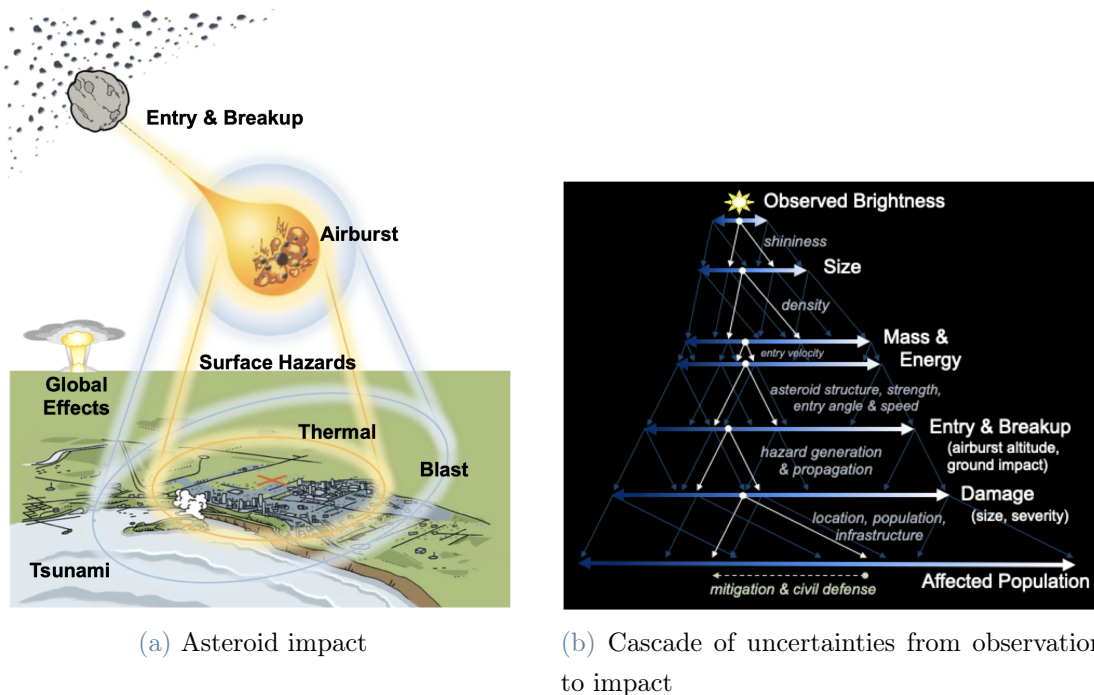 Entry & Breakup
Airburst
Surface Hazards
Global
Effects
Thermal
Blast
Tsunami
(a) Asteroid impact
Observed Brightness
shininess
Size
density
Mass &
Energy
entry velocity
asteroid structure, strength,
entry angle & speed
Entry & Breakup
(airburst altitude,
ground impact)
hazard generation
& propagation
Damage
(size, severity)
location, population,
infrastructure
Affected Population
mitigation & civil defense
(b) Cascade of uncertainties from observation
to impact